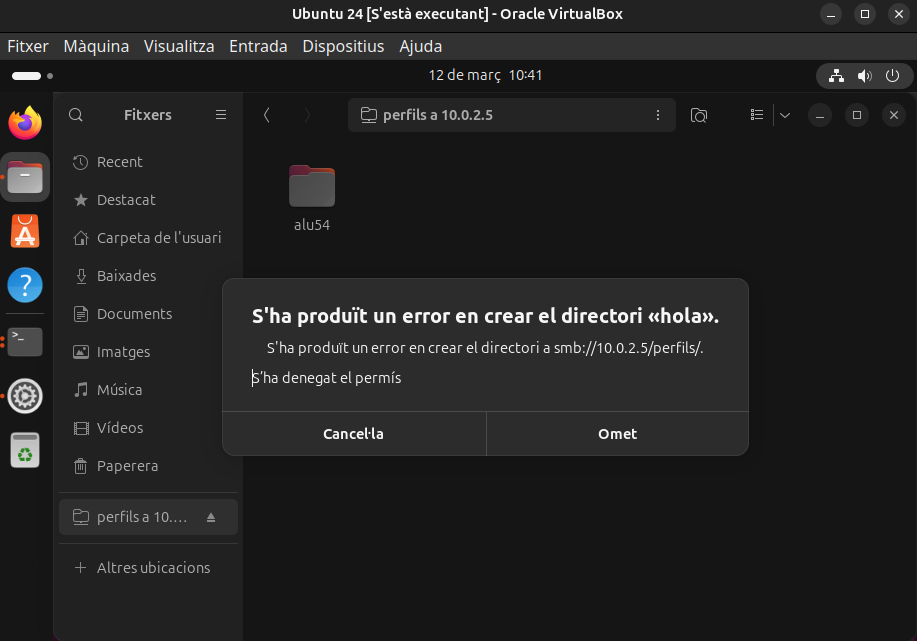 Ubuntu 24 [S'està executant] - Oracle VirtualBox
Fitxer Màquina Visualitza Entrada Dispositius Ajuda
12 de març 10:41
Fitxers
perfils a 10.0.2.5
Recent
Destacat
Carpeta de l'usuari
Baixades
Documents
Imatges
Música
Vídeos
Paperera
perfils a 10.…
Altres ubicacions
alu54
S'ha produït un error en crear el directori «hola».
S'ha produït un error en crear el directori a smb://10.0.2.5/perfils/.
S’ha denegat el permís
Cancel·la Omet